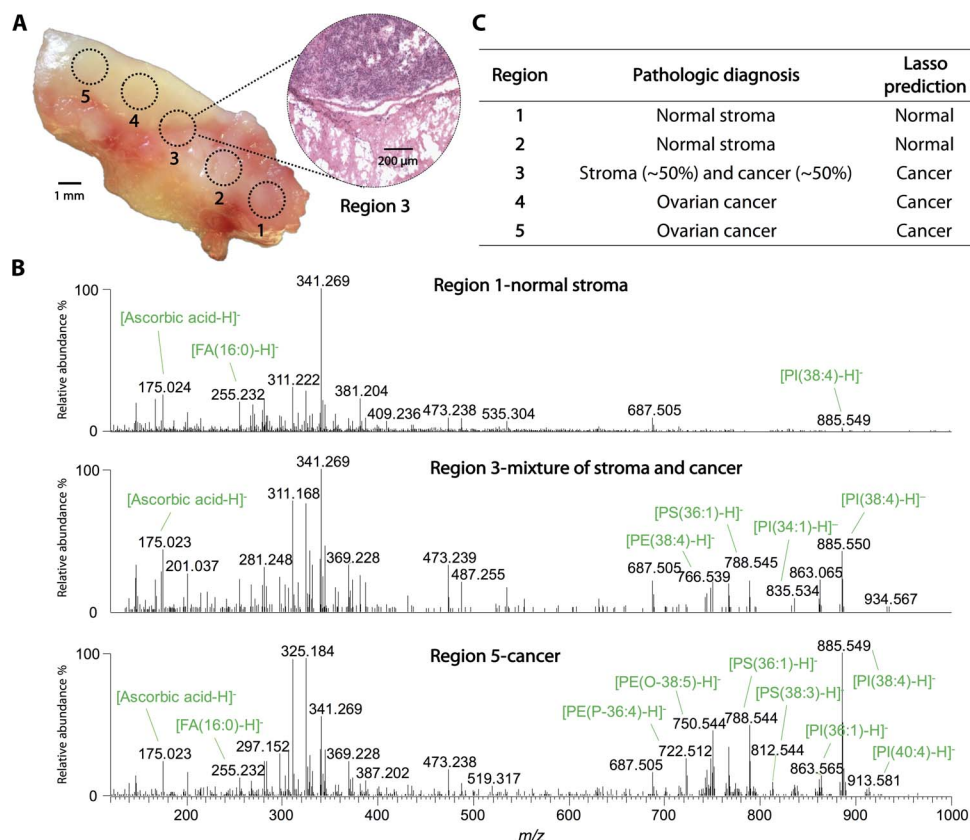 A
5
4
3
2
1
1 mm
200 µm
Region 3
C
Region Pathologic diagnosis Lasso prediction
1 Normal stroma Normal
2 Normal stroma Normal
3 Stroma (~50%) and cancer (~50%) Cancer
4 Ovarian cancer Cancer
5 Ovarian cancer Cancer
B
Region 1-normal stroma
Relative abundance %
100
0
341.269
[Ascorbic acid-H]-
[FA(16:0)-H]-
175.024
255.232
311.222
381.204
409.236
473.238
535.304
687.505
[PI(38:4)-H]-
885.549
Region 3-mixture of stroma and cancer
Relative abundance %
100
0
341.269
311.168
[Ascorbic acid-H]-
175.023
201.037
281.248
369.228
473.239
487.255
[PS(36:1)-H]-
[PE(38:4)-H]-
[PI(34:1)-H]-
[PI(38:4)-H]-
687.505
766.539
788.545
835.534
863.065
885.550
934.567
Region 5-cancer
Relative abundance %
100
0
325.184
341.269
[Ascorbic acid-H]-
[FA(16:0)-H]-
175.023
255.232
297.152
369.228
387.202
473.238
519.317
[PE(P-36:4)-H]-
[PE(O-38:5)-H]-
[PS(36:1)-H]-
[PS(38:3)-H]-
[PI(36:1)-H]-
[PI(38:4)-H]-
[PI(40:4)-H]-
687.505
722.512
750.544
788.544
812.544
863.565
885.549
913.581
200 300 400 500 600 700 800 900 1000
m/z